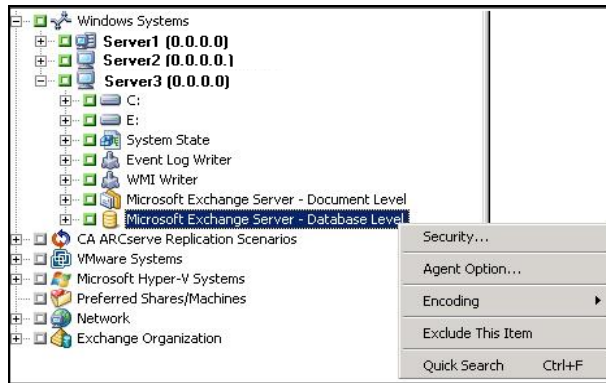 Windows Systems
Server1 (0.0.0.0)
Server2 (0.0.0.0.)
Server3 (0.0.0.0)
C:
E:
System State
Event Log Writer
WMI Writer
Microsoft Exchange Server - Document Level
Microsoft Exchange Server - Database Level
CA ARCserve Replication Scenarios
VMware Systems
Microsoft Hyper-V Systems
Preferred Shares/Machines
Network
Exchange Organization
Security...
Agent Option...
Encoding
Exclude This Item
Quick Search Ctrl+F